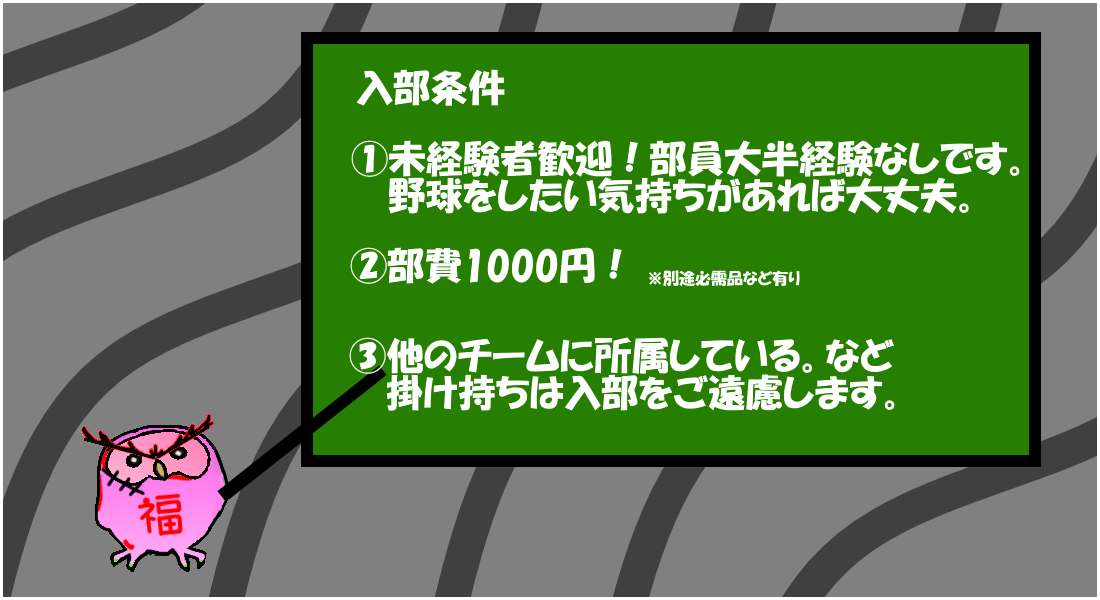 入部条件
①未経験者歓迎！部員大半経験なしです。
野球をしたい気持ちがあれば大丈夫。
②部費1000円！ ※別途必需品など有り
③他のチームに所属している。など
掛け持ちは入部をご遠慮します。
福